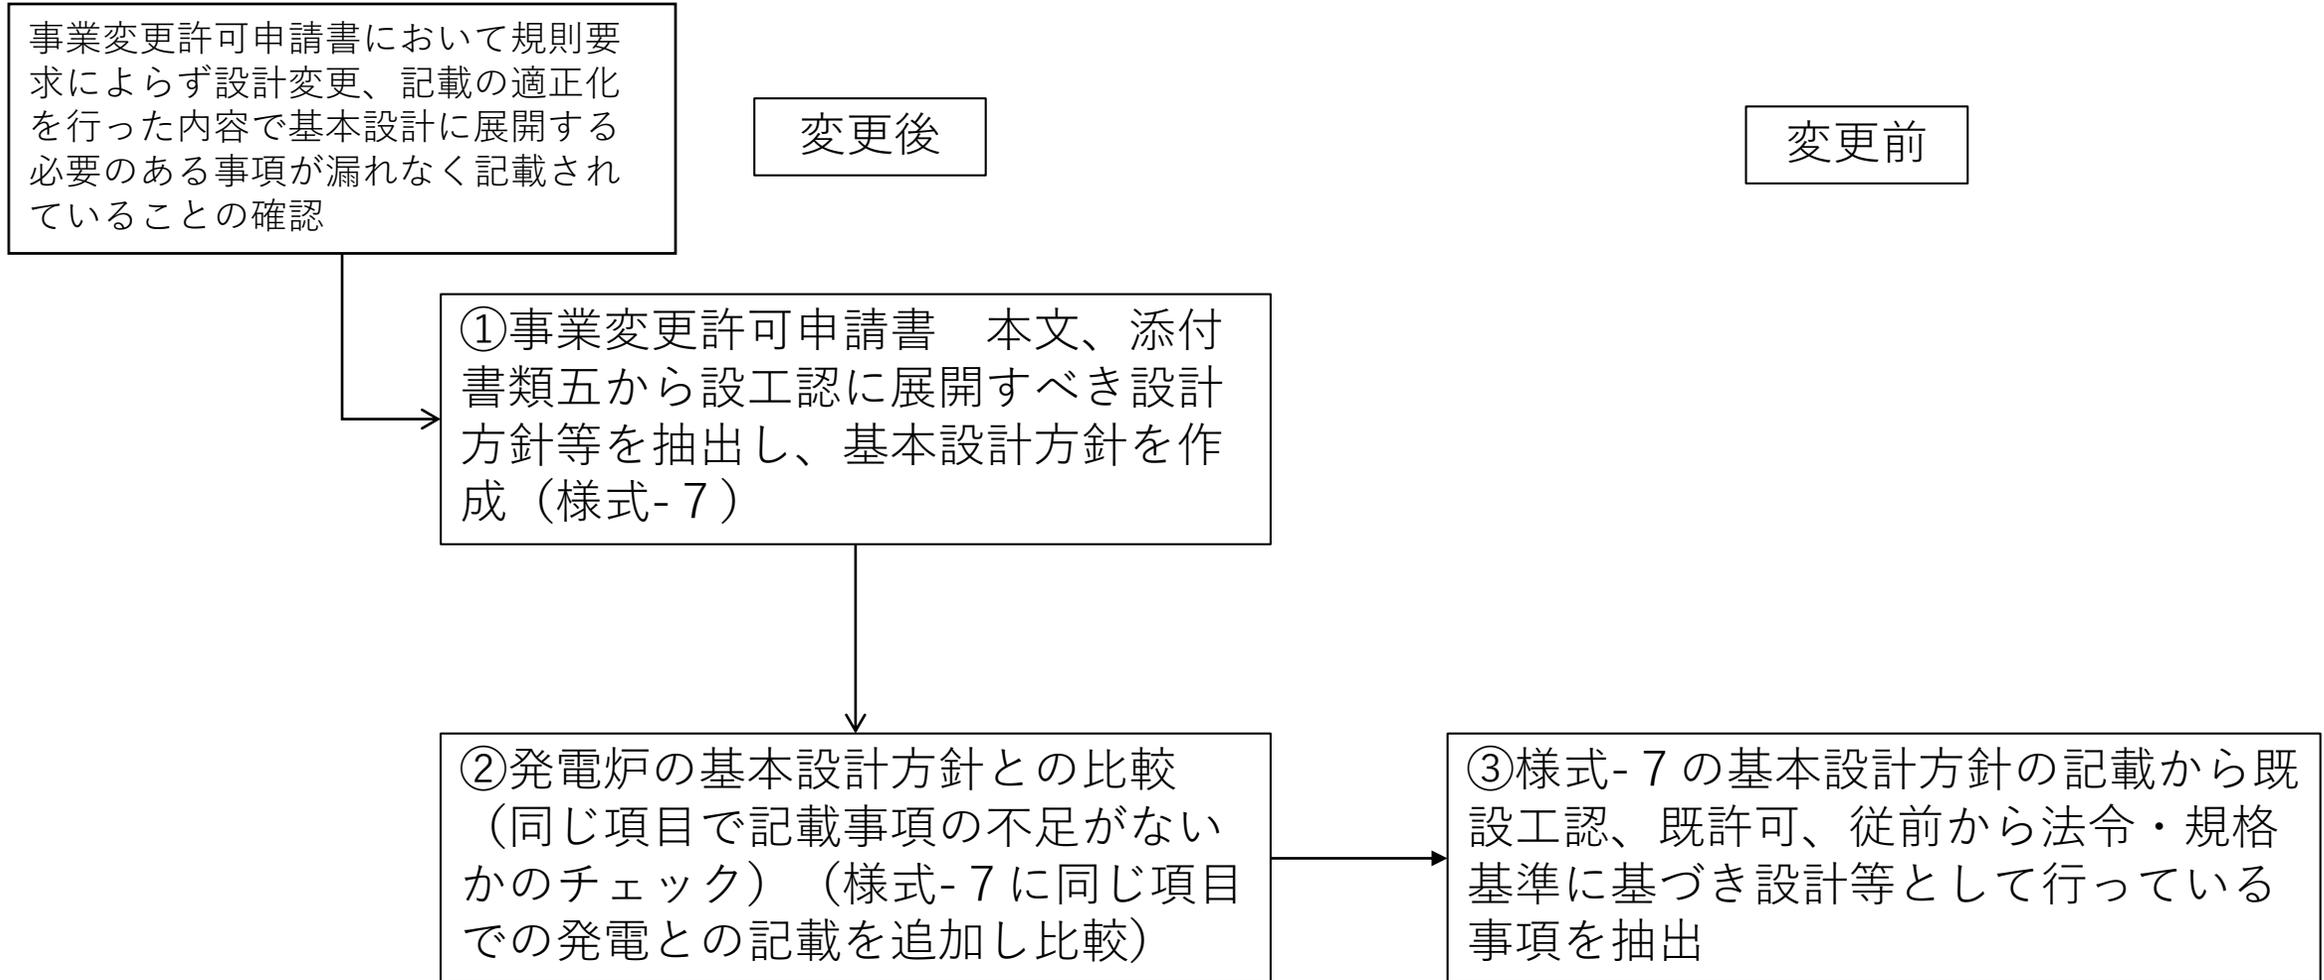 事業変更許可申請書において規則要
求によらず設計変更、記載の適正化
を行った内容で基本設計に展開する
必要のある事項が漏れなく記載され
ていることの確認
変更後
変更前
①事業変更許可申請書　本文、添付
書類五から設工認に展開すべき設計
方針等を抽出し、基本設計方針を作
成（様式-７）
②発電炉の基本設計方針との比較
（同じ項目で記載事項の不足がない
かのチェック）（様式-７に同じ項目
での発電との記載を追加し比較）
③様式-７の基本設計方針の記載から既
設工認、既許可、従前から法令・規格
基準に基づき設計等として行っている
事項を抽出